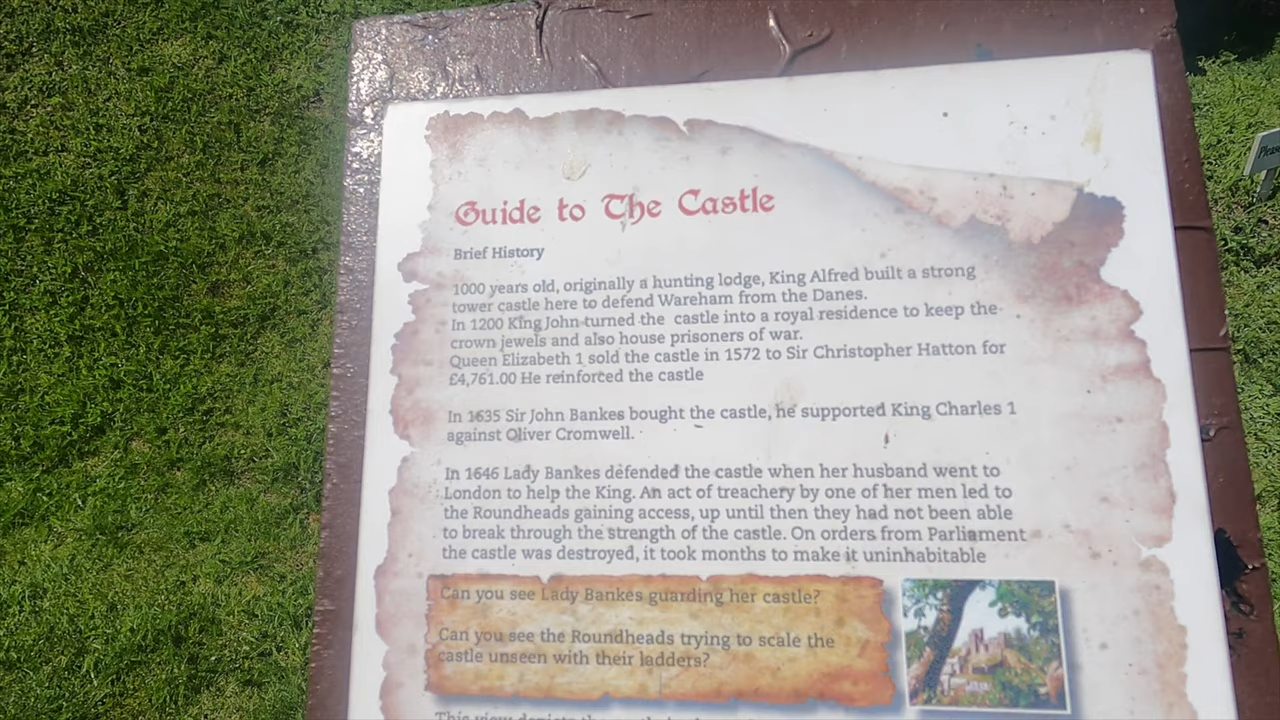 Guide to The Castle
Brief History
1000 years old, originally a hunting lodge, King Alfred built a strong
tower castle here to defend Wareham from the Danes.
In 1200 King John turned the castle into a royal residence to keep the
crown jewels and also house prisoners of war.
Queen Elizabeth 1 sold the castle in 1572 to Sir Christopher Hatton for
£4,761.00 He reinforced the castle
In 1635 Sir John Bankes bought the castle, he supported King Charles 1
against Oliver Cromwell.
In 1646 Lady Bankes defended the castle when her husband went to
London to help the King. An act of treachery by one of her men led to
the Roundheads gaining access, up until then they had not been able
to break through the strength of the castle. On orders from Parliament
the castle was destroyed, it took months to make it uninhabitable
Can you see Lady Bankes guarding her castle?
Can you see the Roundheads trying to scale the
castle unseen with their ladders?
This view depicts the